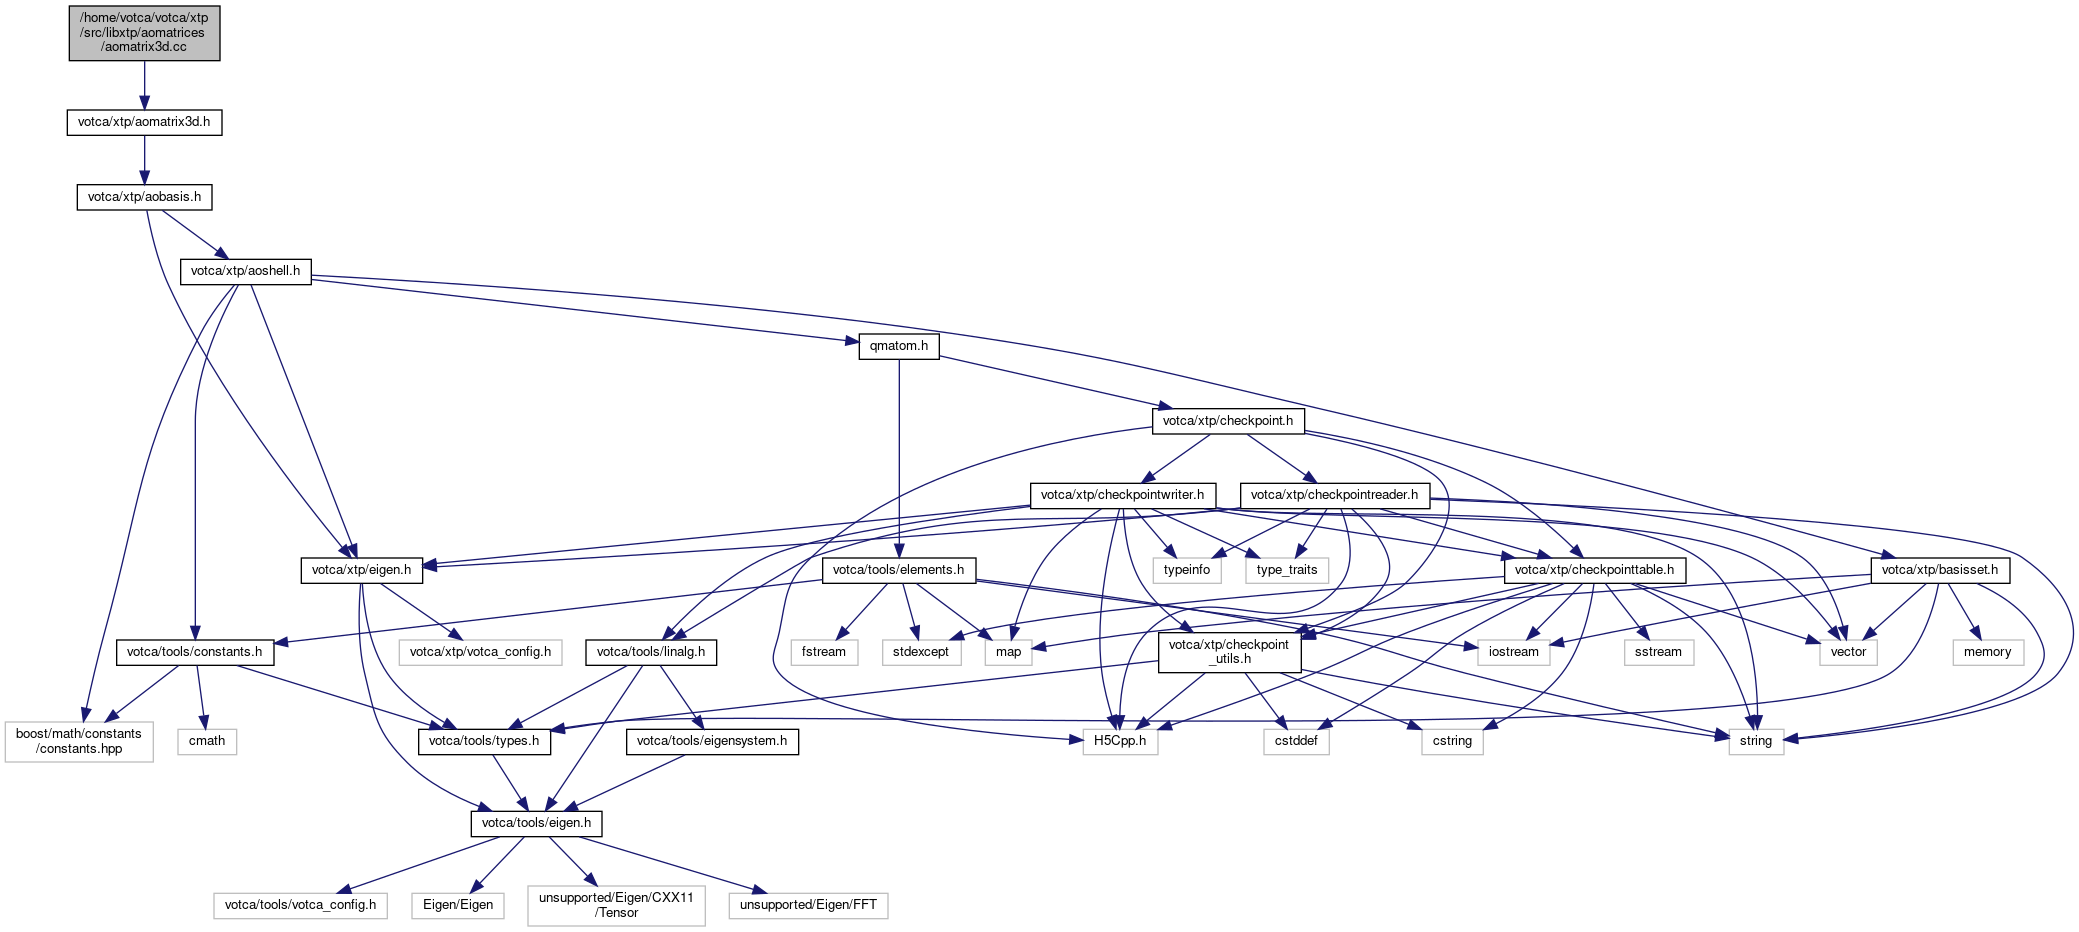 /home/votca/votca/xtp
/src/libxtp/aomatrices
/aomatrix3d.cc
votca/xtp/aomatrix3d.h
votca/xtp/aobasis.h
votca/xtp/aoshell.h
qmatom.h
votca/xtp/checkpoint.h
votca/xtp/checkpointwriter.h
votca/xtp/checkpointreader.h
votca/xtp/eigen.h
votca/tools/elements.h
typeinfo
type_traits
votca/xtp/checkpointtable.h
votca/xtp/basisset.h
votca/tools/constants.h
votca/xtp/votca_config.h
votca/tools/linalg.h
fstream
stdexcept
map
votca/xtp/checkpoint
_utils.h
iostream
sstream
vector
memory
boost/math/constants
/constants.hpp
cmath
votca/tools/types.h
votca/tools/eigensystem.h
H5Cpp.h
cstddef
cstring
string
votca/tools/eigen.h
votca/tools/votca_config.h
Eigen/Eigen
unsupported/Eigen/CXX11
/Tensor
unsupported/Eigen/FFT